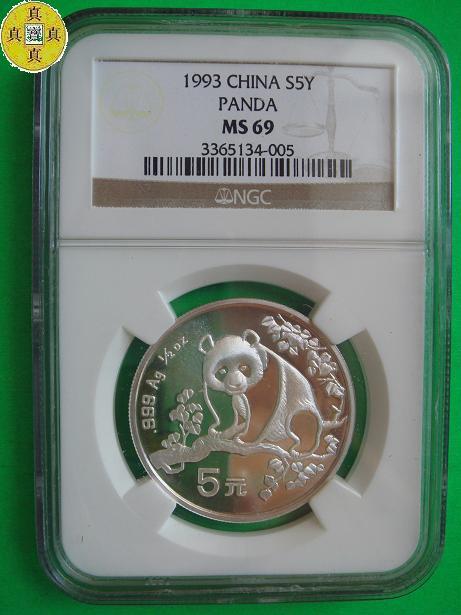 真
真 真
真
1993 CHINA S5Y
PANDA
MS 69
3365134-005
NGC
.999 Ag ½ oz
5元